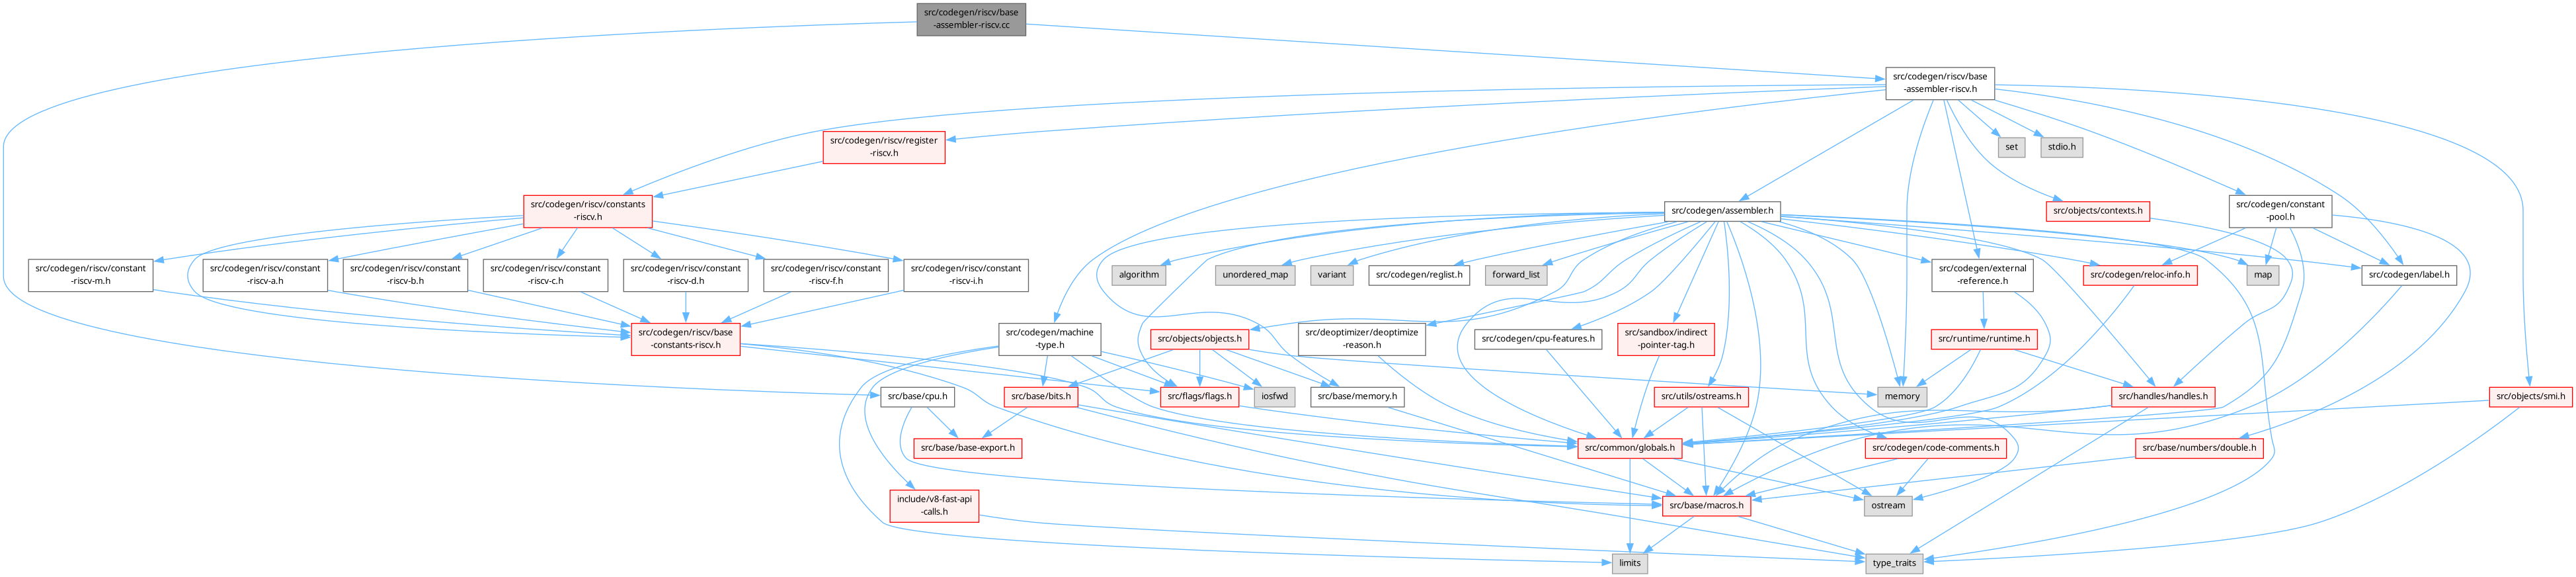 src/codegen/riscv/base
-assembler-riscv.cc
src/codegen/riscv/base
-assembler-riscv.h
src/codegen/riscv/register
-riscv.h
set
stdio.h
src/codegen/riscv/constants
-riscv.h
src/codegen/assembler.h
src/objects/contexts.h
src/codegen/constant
-pool.h
src/codegen/riscv/constant
-riscv-m.h
src/codegen/riscv/constant
-riscv-a.h
src/codegen/riscv/constant
-riscv-b.h
src/codegen/riscv/constant
-riscv-c.h
src/codegen/riscv/constant
-riscv-d.h
src/codegen/riscv/constant
-riscv-f.h
src/codegen/riscv/constant
-riscv-i.h
algorithm
unordered_map
variant
src/codegen/reglist.h
forward_list
src/codegen/external
-reference.h
src/codegen/reloc-info.h
map
src/codegen/label.h
src/codegen/riscv/base
-constants-riscv.h
src/codegen/machine
-type.h
src/objects/objects.h
src/deoptimizer/deoptimize
-reason.h
src/codegen/cpu-features.h
src/sandbox/indirect
-pointer-tag.h
src/runtime/runtime.h
src/base/cpu.h
src/base/bits.h
src/flags/flags.h
iosfwd
src/base/memory.h
src/utils/ostreams.h
memory
src/handles/handles.h
src/objects/smi.h
src/base/base-export.h
src/common/globals.h
src/codegen/code-comments.h
src/base/numbers/double.h
include/v8-fast-api
-calls.h
src/base/macros.h
ostream
limits
type_traits